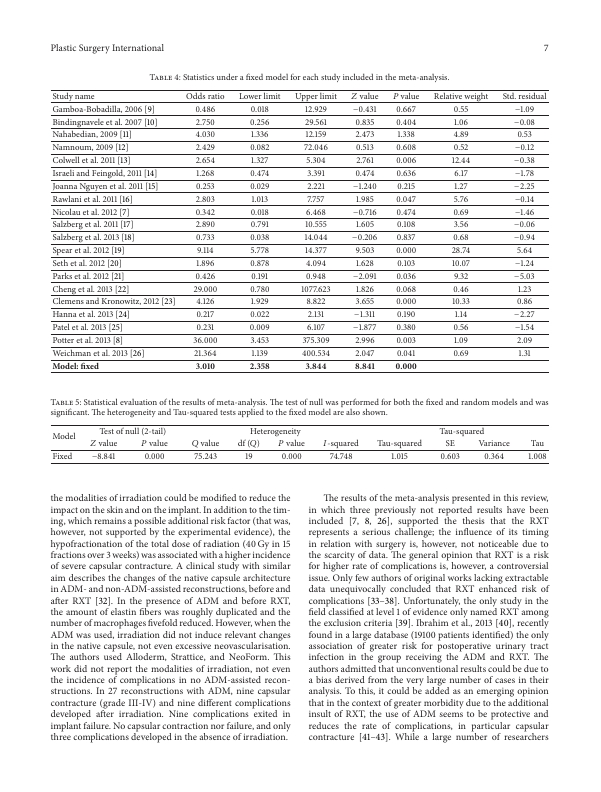 Plastic Surgery International 7
Table 4: Statistics under a fixed model for each study included in the meta-analysis.
Study name Odds ratio Lower limit Upper limit Z value P value Relative weight Std. residual
Gamboa-Bobadilla, 2006 [9] 0.486 0.018 12.929 −0.431 0.667 0.55 −1.09
Bindingnavele et al. 2007 [10] 2.750 0.256 29.561 0.835 0.404 1.06 −0.08
Nahabedian, 2009 [11] 4.030 1.336 12.159 2.473 1.338 4.89 0.53
Namnoum, 2009 [12] 2.429 0.082 72.046 0.513 0.608 0.52 −0.12
Colwell et al. 2011 [13] 2.654 1.327 5.304 2.761 0.006 12.44 −0.38
Israeli and Feingold, 2011 [14] 1.268 0.474 3.391 0.474 0.636 6.17 −1.78
Joanna Nguyen et al. 2011 [15] 0.253 0.029 2.221 −1.240 0.215 1.27 −2.25
Rawlani et al. 2011 [16] 2.803 1.013 7.757 1.985 0.047 5.76 −0.14
Nicolau et al. 2012 [7] 0.342 0.018 6.468 −0.716 0.474 0.69 −1.46
Salzberg et al. 2011 [17] 2.890 0.791 10.555 1.605 0.108 3.56 −0.06
Salzberg et al. 2013 [18] 0.733 0.038 14.044 −0.206 0.837 0.68 −0.94
Spear et al. 2012 [19] 9.114 5.778 14.377 9.503 0.000 28.74 5.64
Seth et al. 2012 [20] 1.896 0.878 4.094 1.628 0.103 10.07 −1.24
Parks et al. 2012 [21] 0.426 0.191 0.948 −2.091 0.036 9.32 −5.03
Cheng et al. 2013 [22] 29.000 0.780 1077.623 1.826 0.068 0.46 1.23
Clemens and Kronowitz, 2012 [23] 4.126 1.929 8.822 3.655 0.000 10.33 0.86
Hanna et al. 2013 [24] 0.217 0.022 2.131 −1.311 0.190 1.14 −2.27
Patel et al. 2013 [25] 0.231 0.009 6.107 −1.877 0.380 0.56 −1.54
Potter et al. 2013 [8] 36.000 3.453 375.309 2.996 0.003 1.09 2.09
Weichman et al. 2013 [26] 21.364 1.139 400.534 2.047 0.041 0.69 1.31
Model: fixed 3.010 2.358 3.844 8.841 0.000
Table 5: Statistical evaluation of the results of meta-analysis. The test of null was performed for both the fixed and random models and was
significant. The heterogeneity and Tau-squared tests applied to the fixed model are also shown.
Model Test of null (2-tail) Heterogeneity Tau-squared
Z value P value Q value df (Q) P value I-squared Tau-squared SE Variance Tau
Fixed −8.841 0.000 75.243 19 0.000 74.748 1.015 0.603 0.364 1.008
the modalities of irradiation could be modified to reduce the
impact on the skin and on the implant. In addition to the tim-
ing, which remains a possible additional risk factor (that was,
however, not supported by the experimental evidence), the
hypofractionation of the total dose of radiation (40 Gy in 15
fractions over 3 weeks) was associated with a higher incidence
of severe capsular contracture. A clinical study with similar
aim describes the changes of the native capsule architecture
in ADM- and non-ADM-assisted reconstructions, before and
after RXT [32]. In the presence of ADM and before RXT,
the amount of elastin fibers was roughly duplicated and the
number of macrophages fivefold reduced. However, when the
ADM was used, irradiation did not induce relevant changes
in the native capsule, not even excessive neovascularisation.
The authors used Alloderm, Strattice, and NeoForm. This
work did not report the modalities of irradiation, not even
the incidence of complications in no ADM-assisted recon-
structions. In 27 reconstructions with ADM, nine capsular
contracture (grade III-IV) and nine different complications
developed after irradiation. Nine complications exited in
implant failure. No capsular contraction nor failure, and only
three complications developed in the absence of irradiation.
The results of the meta-analysis presented in this review,
in which three previously not reported results have been
included [7, 8, 26], supported the thesis that the RXT
represents a serious challenge; the influence of its timing
in relation with surgery is, however, not noticeable due to
the scarcity of data. The general opinion that RXT is a risk
for higher rate of complications is, however, a controversial
issue. Only few authors of original works lacking extractable
data unequivocally concluded that RXT enhanced risk of
complications [33–38]. Unfortunately, the only study in the
field classified at level 1 of evidence only named RXT among
the exclusion criteria [39]. Ibrahim et al., 2013 [40], recently
found in a large database (19100 patients identified) the only
association of greater risk for postoperative urinary tract
infection in the group receiving the ADM and RXT. The
authors admitted that unconventional results could be due to
a bias derived from the very large number of cases in their
analysis. To this, it could be added as an emerging opinion
that in the context of greater morbidity due to the additional
insult of RXT, the use of ADM seems to be protective and
reduces the rate of complications, in particular capsular
contracture [41–43]. While a large number of researchers